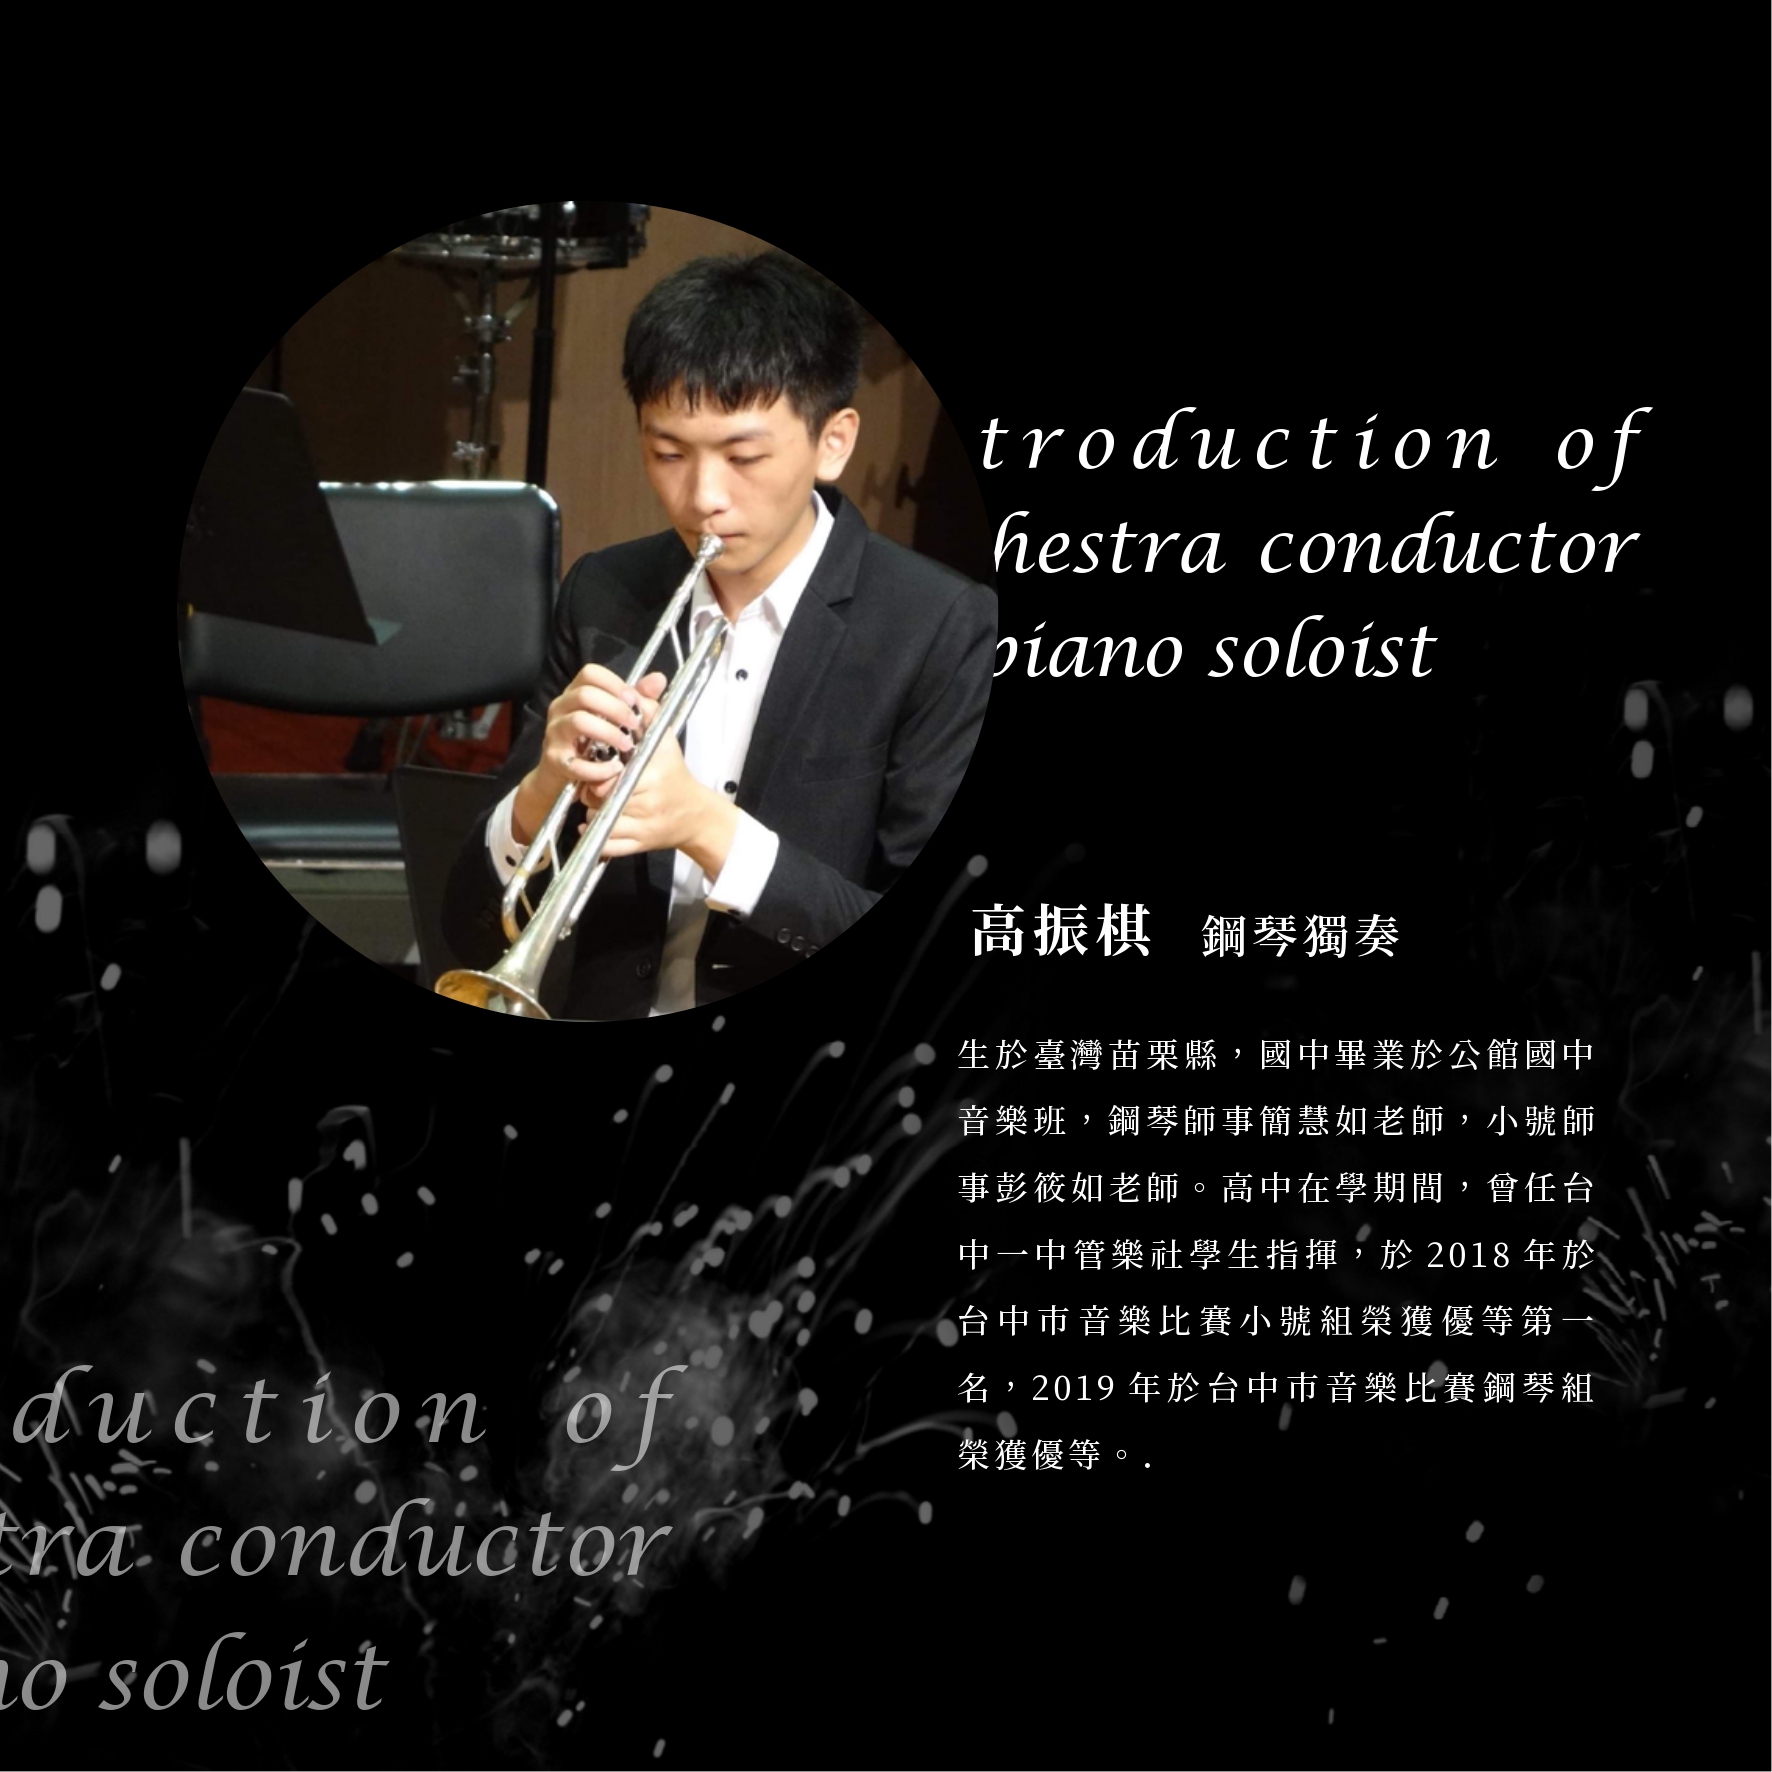 troduction of
hestra conductor
piano soloist
高振棋 鋼琴獨奏
生於臺灣苗栗縣，國中畢業於公館國中
音樂班，鋼琴師事簡慧如老師，小號師
事彭筱如老師。高中在學期間，曾任台
中一中管樂社學生指揮，於 2018 年於
台中市音樂比賽小號組榮獲優等第一
名，2019 年於台中市音樂比賽鋼琴組
榮獲優等。.
duction of
tra conductor
no soloist